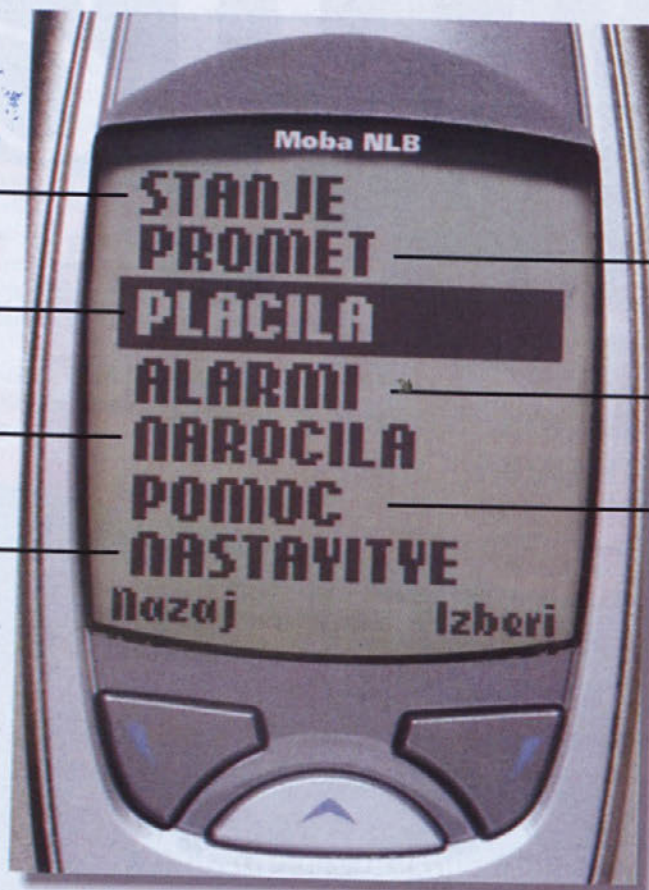 Moba NLB
STANJE
PROMET
PLACILA
ALARMI
NAROCILA
POMOC
NASTAVITVE
Nazaj Izberi